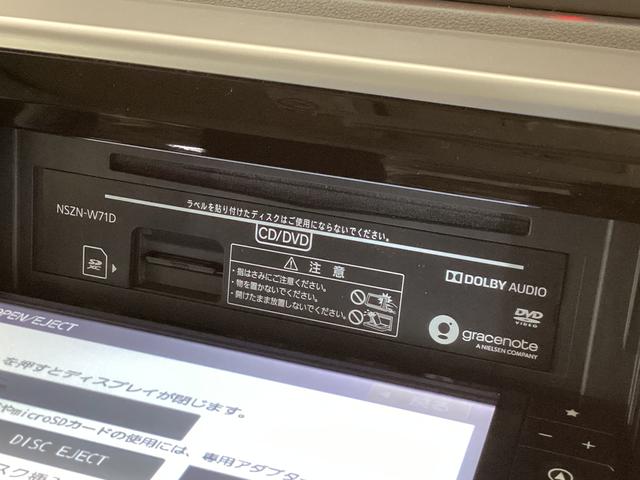 ラベルを貼り付けたディスクはご使用にならないでください。
NSZN-W71D
CD/DVD
SD
注意
・指はさみにご注意ください。
・物を置かないでください。
・開けたまま放置しないでください。
DOLBY AUDIO
DVD
VIDEO
gracenote
A NIELSEN COMPANY
OPEN/EJECT
を押すとディスプレイが閉じます。
戻る
microSDカードの使用には、専用アダプタ
DISC EJECT